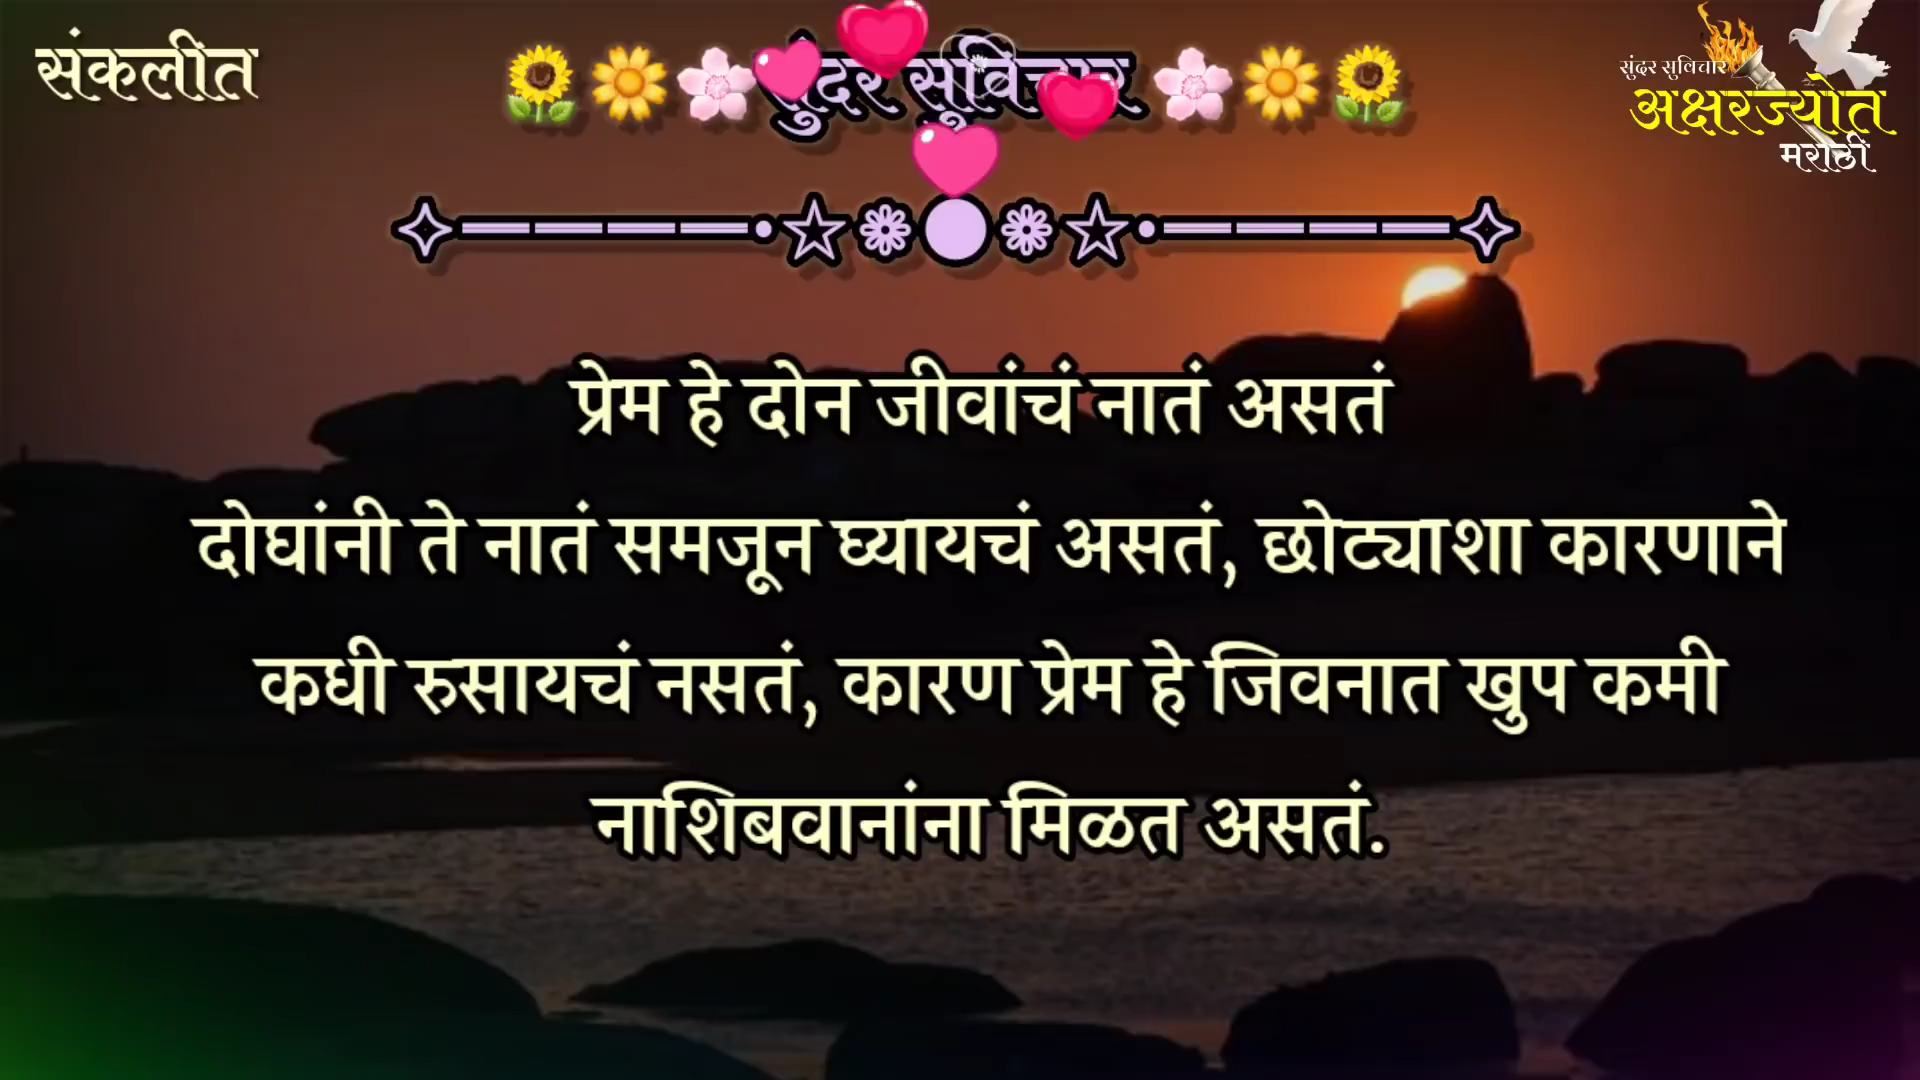 संकलीत
सुंदर सूविचार
सुंदर सुविचार
अक्षरज्योत
मराठी
प्रेम हे दोन जीवांचं नातं असतं
दोघांनी ते नातं समजून घ्यायचं असतं, छोट्याशा कारणाने
कधी रुसायचं नसतं, कारण प्रेम हे जिवनात खुप कमी
नाशिबवानांना मिळत असतं.